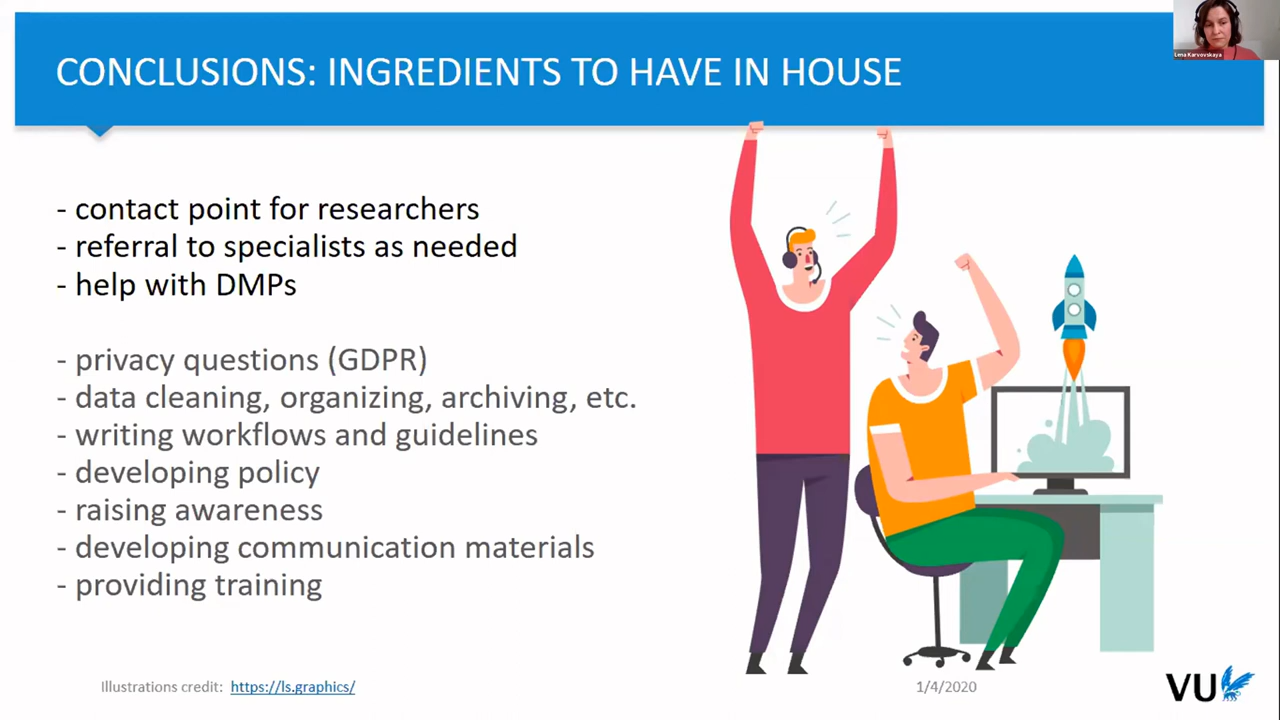 CONCLUSIONS: INGREDIENTS TO HAVE IN HOUSE
Lena Karvovskaya
- contact point for researchers
- referral to specialists as needed
- help with DMPs
- privacy questions (GDPR)
- data cleaning, organizing, archiving, etc.
- writing workflows and guidelines
- developing policy
- raising awareness
- developing communication materials
- providing training
Illustrations credit: https://ls.graphics/
1/4/2020
VU